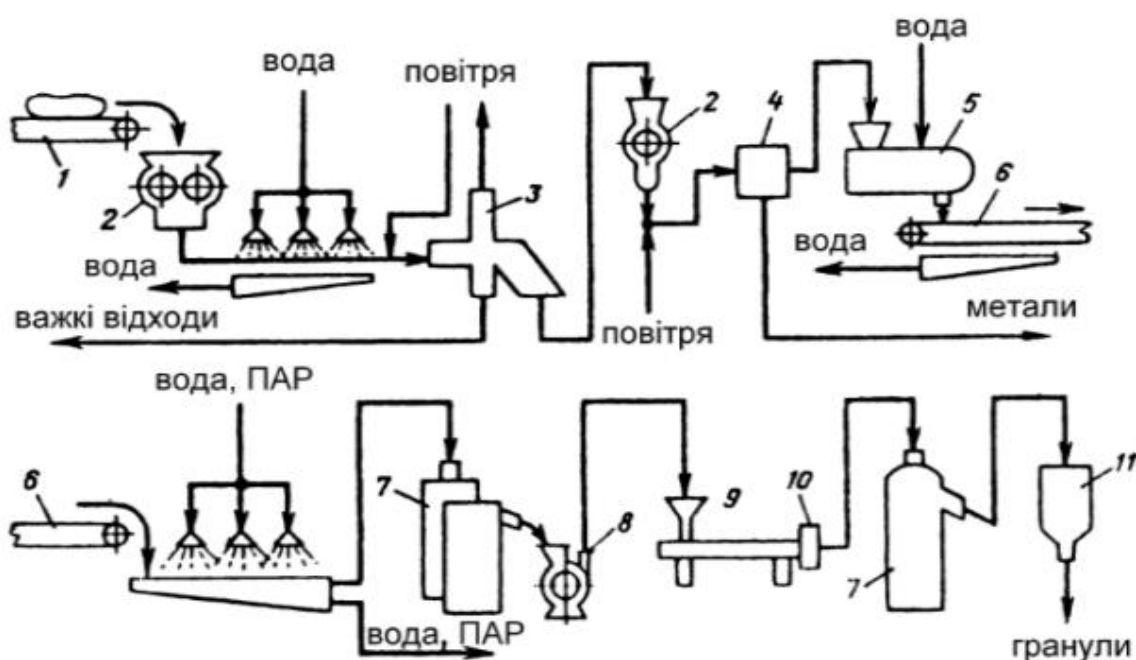 вода
повітря
вода
1
2
3
2
4
5
6
вода
важкі відходи
повітря
вода
метали
вода, ПАР
6
7
8
9
10
7
11
вода, ПАР
гранули